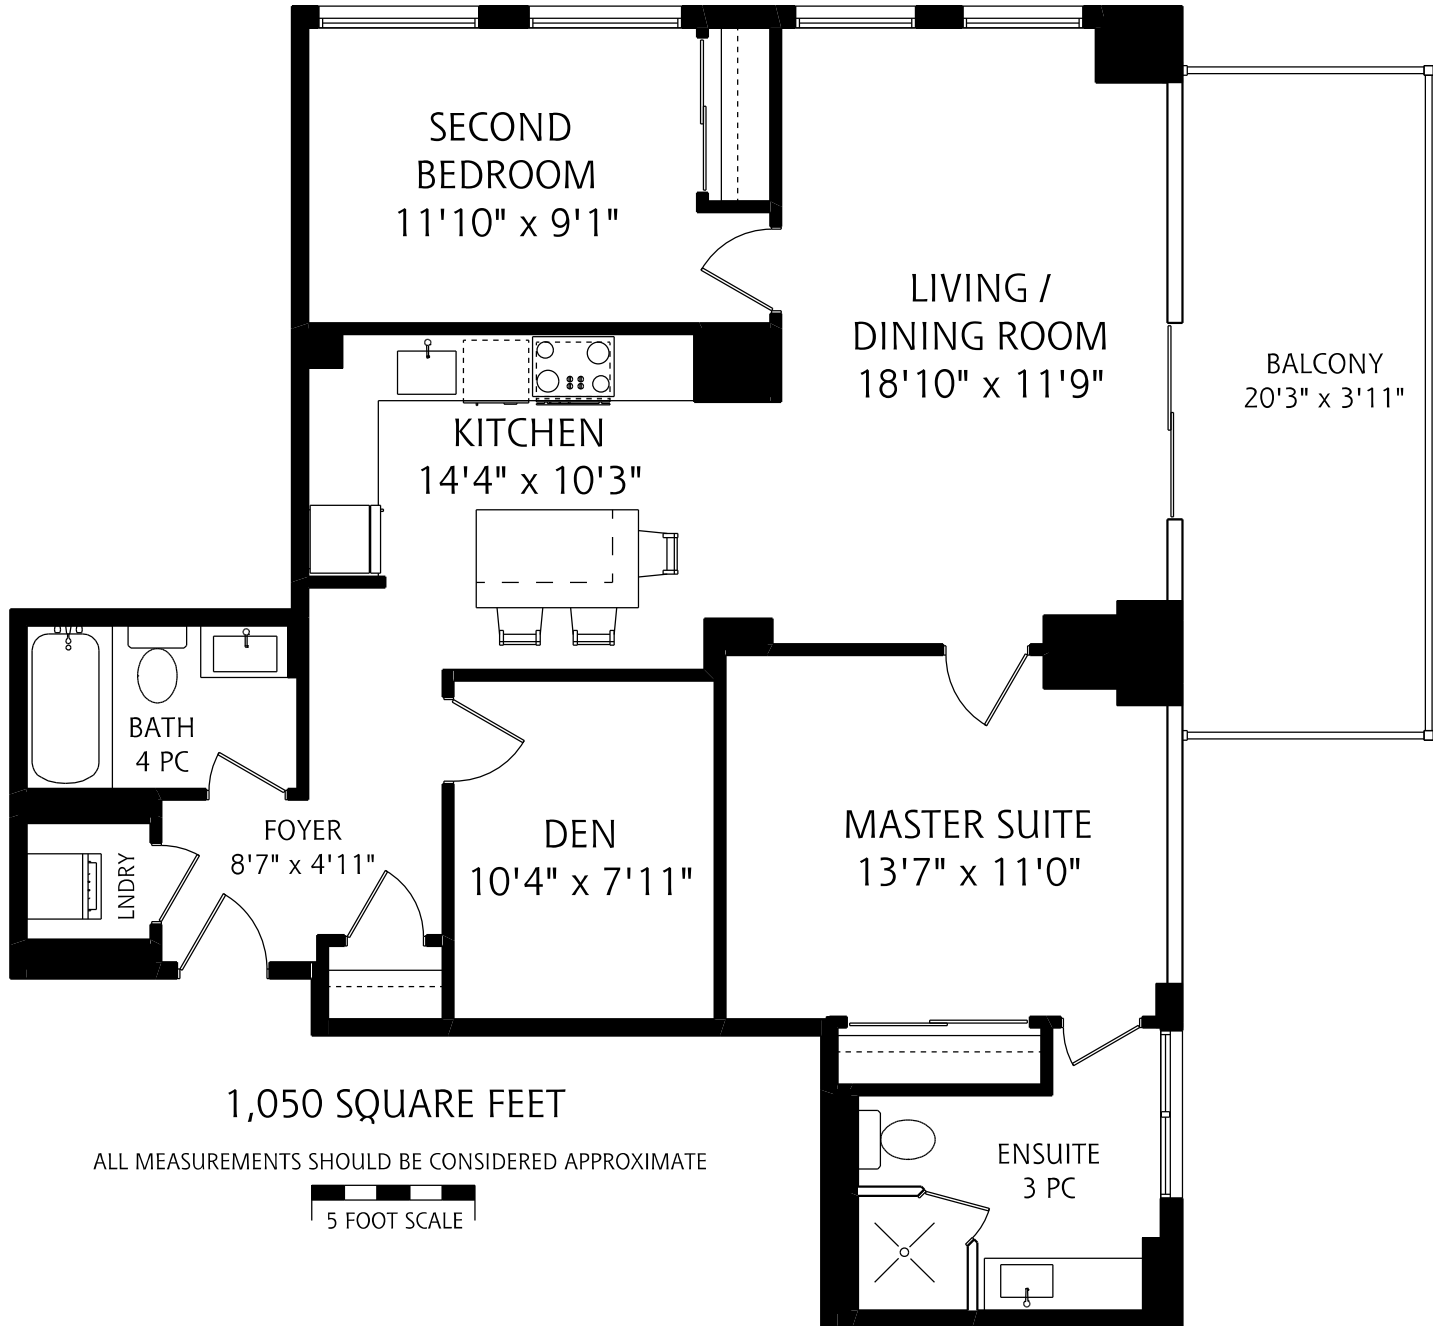 SECOND
BEDROOM
11'10" x 9'1"
LIVING /
DINING ROOM
18'10" x 11'9"
BALCONY
20'3" x 3'11"
KITCHEN
14'4" x 10'3"
BATH
4 PC
FOYER
8'7" x 4'11"
LNDRY
DEN
10'4" x 7'11"
MASTER SUITE
13'7" x 11'0"
1,050 SQUARE FEET
ALL MEASUREMENTS SHOULD BE CONSIDERED APPROXIMATE
5 FOOT SCALE
ENSUITE
3 PC